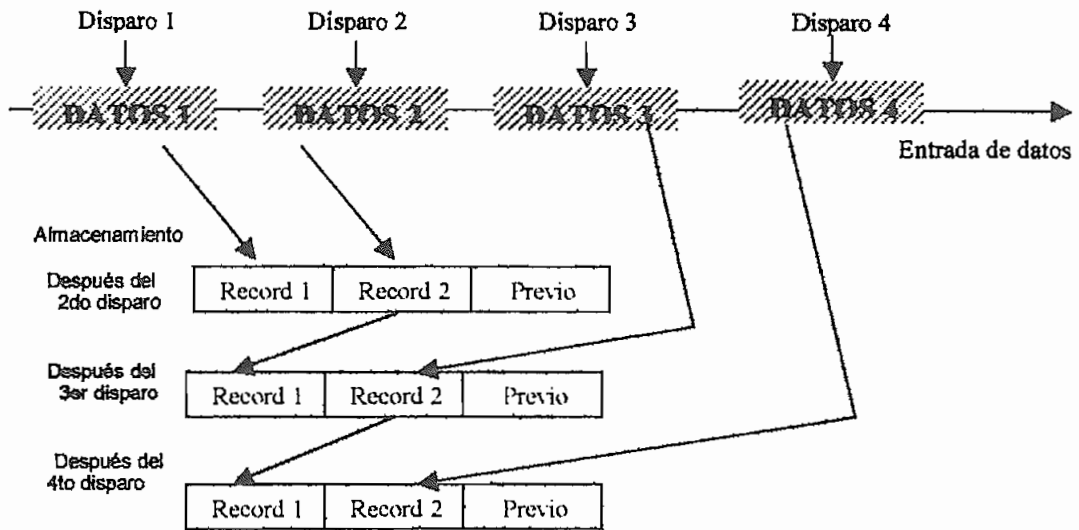 Disparo 1 Disparo 2 Disparo 3 Disparo 4
DATOS 1 DATOS 2 DATOS 3 DATOS 4
Entrada de datos
Almacenamiento
Después del
2do disparo
Record 1 Record 2 Previo
Después del
3er disparo
Record 1 Record 2 Previo
Después del
4to disparo
Record 1 Record 2 Previo